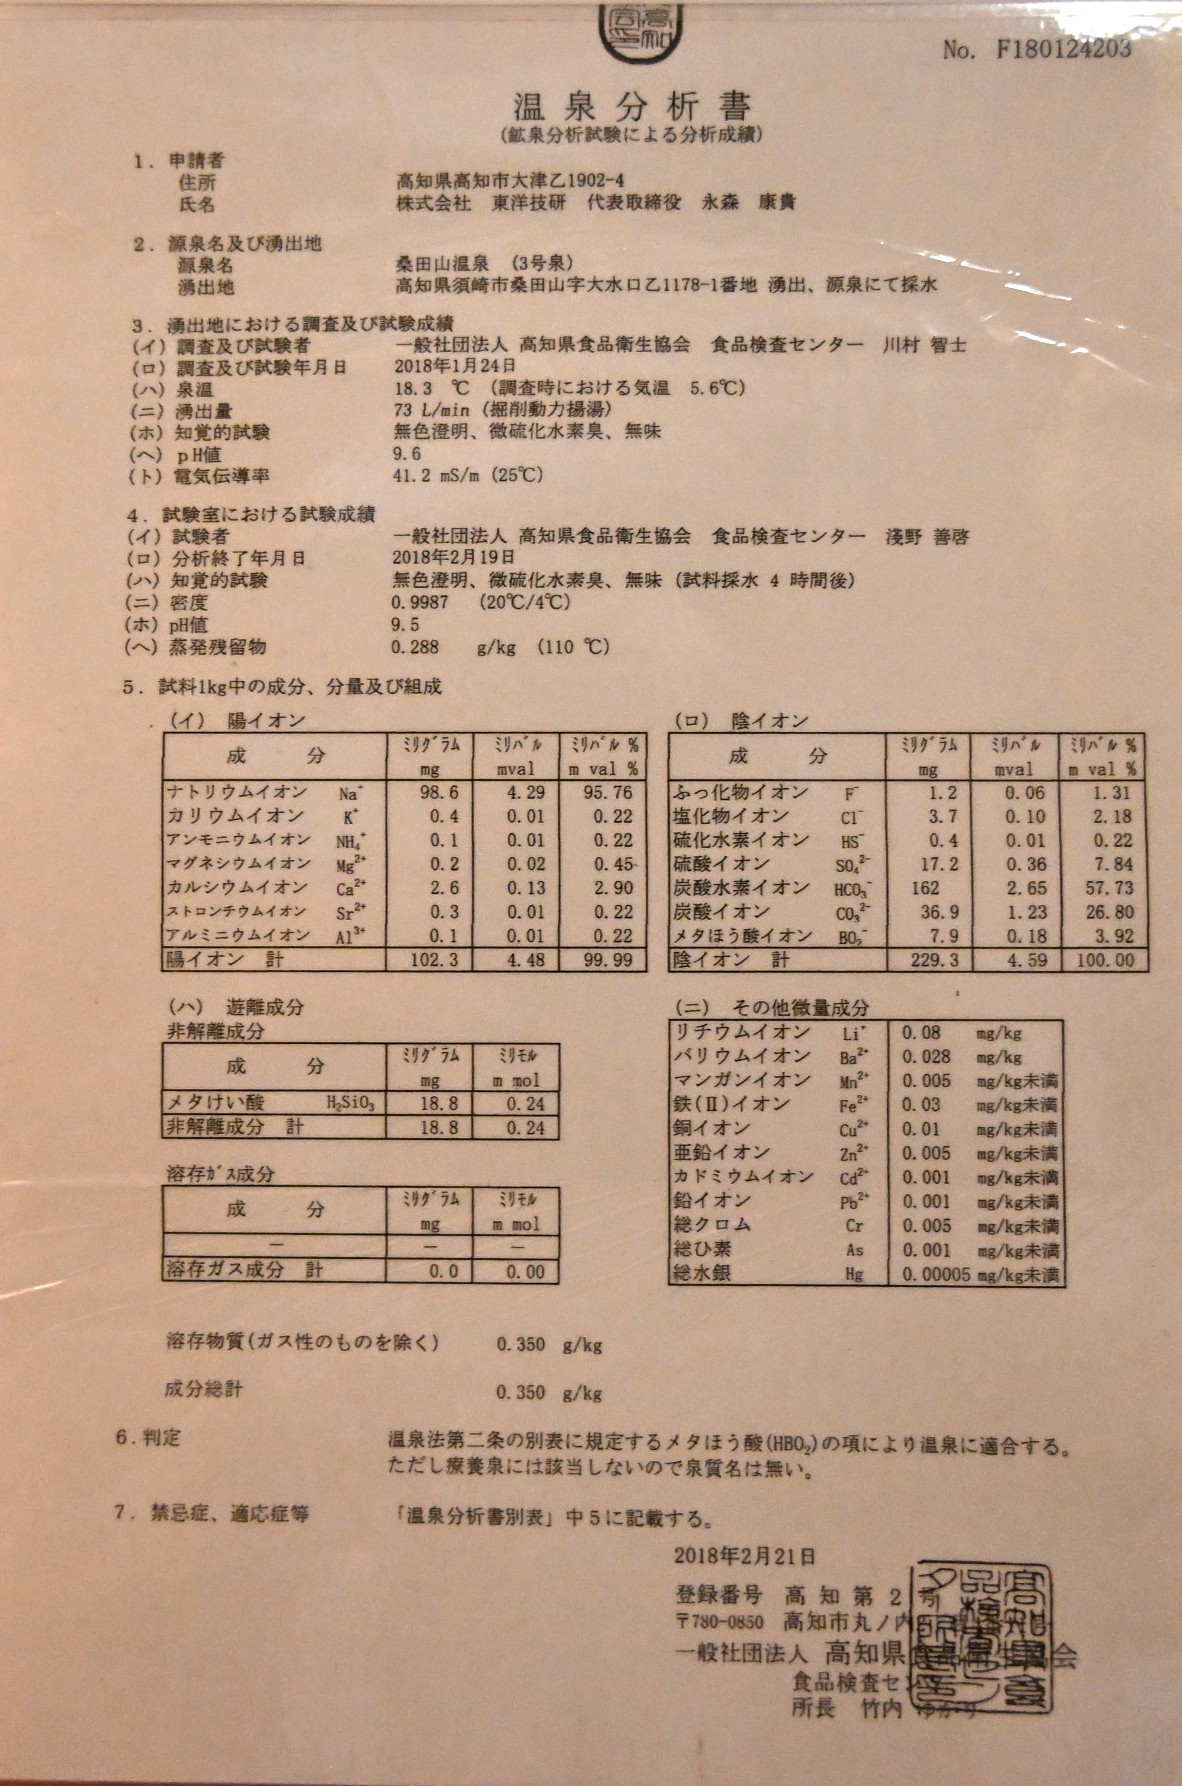 No. F180124203
温泉分析書
(鉱泉分析試験による分析成績)
1. 申請者
住所 高知県高知市大津乙1902-4
氏名 株式会社 東洋技研 代表取締役 永森 康貴
2. 源泉名及び湧出地
源泉名 桑田山温泉 (3号泉)
湧出地 高知県須崎市桑田山字大水口乙1178-1番地 湧出、源泉にて採水
3. 湧出地における調査及び試験成績
(イ) 調査及び試験者 一般社団法人 高知県食品衛生協会 食品検査センター 川村 智士
(ロ) 調査及び試験年月日 2018年1月24日
(ハ) 泉温 18.3 ℃ (調査時における気温 5.6℃)
(ニ) 湧出量 73 L/min (掘削動力揚湯)
(ホ) 知覚的試験 無色澄明、微硫化水素臭、無味
(ヘ) pH値 9.6
(ト) 電気伝導率 41.2 mS/m (25℃)
4. 試験室における試験成績
(イ) 試験者 一般社団法人 高知県食品衛生協会 食品検査センター 淺野 善啓
(ロ) 分析終了年月日 2018年2月19日
(ハ) 知覚的試験 無色澄明、微硫化水素臭、無味 (試料採水 4 時間後)
(ニ) 密度 0.9987 (20℃/4℃)
(ホ) pH値 9.5
(ヘ) 蒸発残留物 0.288 g/kg (110 ℃)
5. 試料1kg中の成分、分量及び組成
(イ) 陽イオン
成分 ミリグラム mg ミリバル mval ミリバル % m val %
ナトリウムイオン Na⁺ 98.6 4.29 95.76
カリウムイオン K⁺ 0.4 0.01 0.22
アンモニウムイオン NH₄⁺ 0.1 0.01 0.22
マグネシウムイオン Mg²⁺ 0.2 0.02 0.45
カルシウムイオン Ca²⁺ 2.6 0.13 2.90
ストロンチウムイオン Sr²⁺ 0.3 0.01 0.22
アルミニウムイオン Al³⁺ 0.1 0.01 0.22
陽イオン 計 102.3 4.48 99.99
(ロ) 陰イオン
成分 ミリグラム mg ミリバル mval ミリバル % m val %
ふっ化物イオン F⁻ 1.2 0.06 1.31
塩化物イオン Cl⁻ 3.7 0.10 2.18
硫化水素イオン HS⁻ 0.4 0.01 0.22
硫酸イオン SO₄²⁻ 17.2 0.36 7.84
炭酸水素イオン HCO₃⁻ 162 2.65 57.73
炭酸イオン CO₃²⁻ 36.9 1.23 26.80
メタほう酸イオン BO₂⁻ 7.9 0.18 3.92
陰イオン 計 229.3 4.59 100.00
(ハ) 遊離成分
非解離成分
成分 ミリグラム mg ミリモル m mol
メタけい酸 H₂SiO₃ 18.8 0.24
非解離成分 計 18.8 0.24
溶存ガス成分
成分 ミリグラム mg ミリモル m mol
— — —
溶存ガス成分 計 0.0 0.00
(ニ) その他微量成分
リチウムイオン Li⁺ 0.08 mg/kg
バリウムイオン Ba²⁺ 0.028 mg/kg
マンガンイオン Mn²⁺ 0.005 mg/kg未満
鉄(Ⅱ)イオン Fe²⁺ 0.03 mg/kg未満
銅イオン Cu²⁺ 0.01 mg/kg未満
亜鉛イオン Zn²⁺ 0.005 mg/kg未満
カドミウムイオン Cd²⁺ 0.001 mg/kg未満
鉛イオン Pb²⁺ 0.001 mg/kg未満
総クロム Cr 0.005 mg/kg未満
総ひ素 As 0.001 mg/kg未満
総水銀 Hg 0.00005 mg/kg未満
溶存物質(ガス性のものを除く) 0.350 g/kg
成分総計 0.350 g/kg
6.判定 温泉法第二条の別表に規定するメタほう酸(HBO₂)の項により温泉に適合する。
ただし療養泉には該当しないので泉質名は無い。
7. 禁忌症、適応症等 「温泉分析書別表」中5に記載する。
2018年2月21日
登録番号 高知第2号
〒780-0850 高知市丸ノ内
一般社団法人 高知県食品衛生協会
食品検査セン
所長 竹内 ゆかり